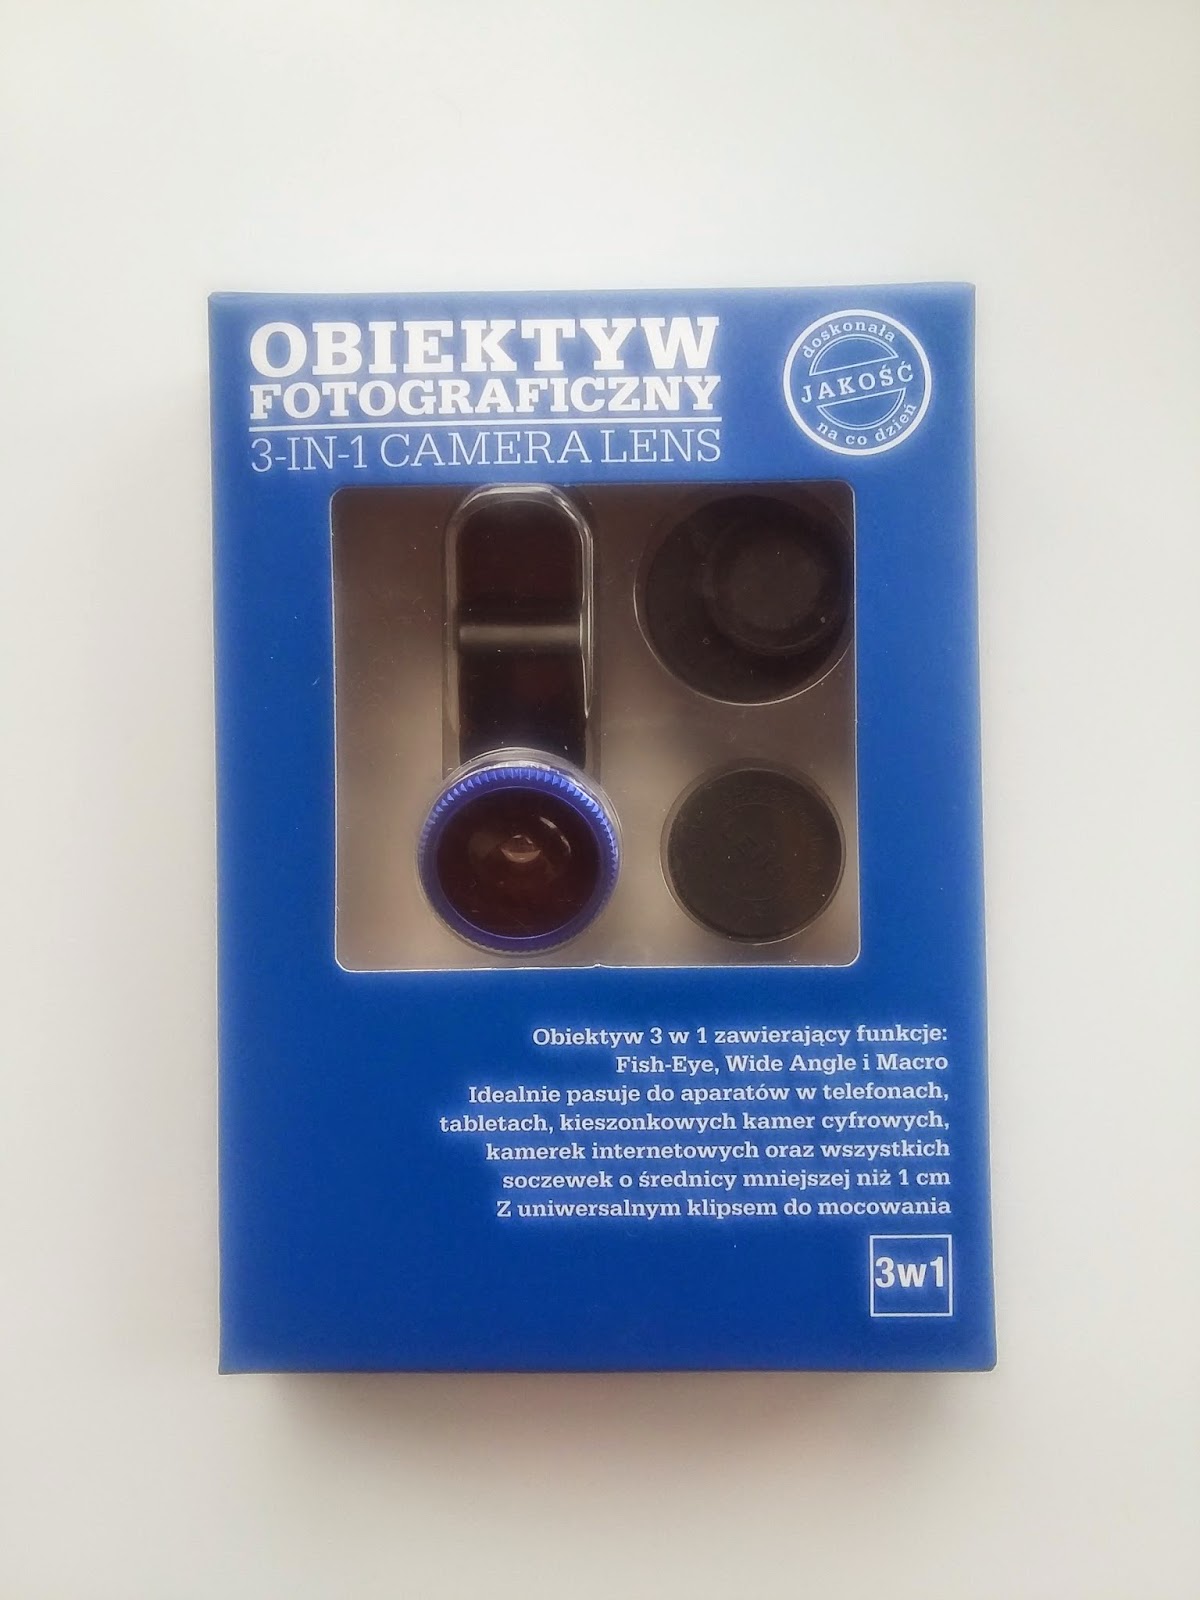 OBIEKTYW
FOTOGRAFICZNY
3-IN-1 CAMERA LENS
doskonała
JAKOŚĆ
na co dzień
Obiektyw 3 w 1 zawierający funkcje:
Fish-Eye, Wide Angle i Macro
Idealnie pasuje do aparatów w telefonach,
tabletach, kieszonkowych kamer cyfrowych,
kamerek internetowych oraz wszystkich
soczewek o średnicy mniejszej niż 1 cm
Z uniwersalnym klipsem do mocowania
3w1